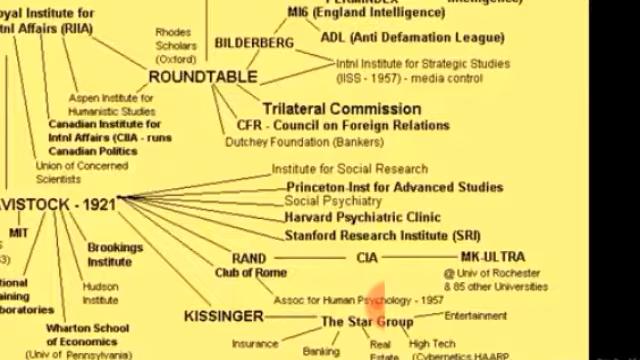 PERMINDEX
Intelligence)
oyal Institute for
MI6 (England Intelligence)
ntnl Affairs (RIIA)
Rhodes
Scholars
(Oxford)
BILDERBERG
ADL (Anti Defamation League)
Intnl Institute for Strategic Studies
(IISS - 1957) - media control
ROUNDTABLE
Aspen Institute for
Humanistic Studies
Trilateral Commission
Canadian Institute for
Intnl Affairs (CIIA - runs
Canadian Politics
CFR - Council on Foreign Relations
Dutchey Foundation (Bankers)
Union of Concerned
Scientists
Institute for Social Research
Princeton-Inst for Advanced Studies
AVISTOCK - 1921
Social Psychiatry
Harvard Psychiatric Clinic
MIT
Stanford Research Institute (SRI)
Brookings
Institute
RAND
CIA
MK-ULTRA
Club of Rome
@ Univ of Rochester
& 85 other Universities
tional
aining
boratories
Hudson
Institute
Assoc for Human Psychology - 1957
KISSINGER
The Star Group
Entertainment
Wharton School
of Economics
(Univ of Pennsylvania)
Insurance
Banking
Real
Estate
High Tech
(Cybernetics HAARP